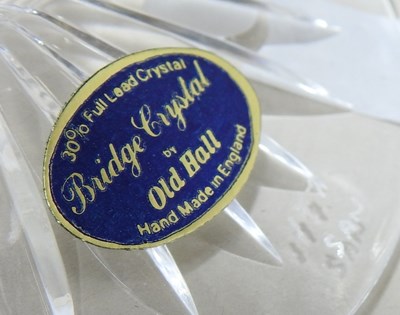 30% Full Lead Crystal
Bridge Crystal
BY
Old Hall
Hand Made in England